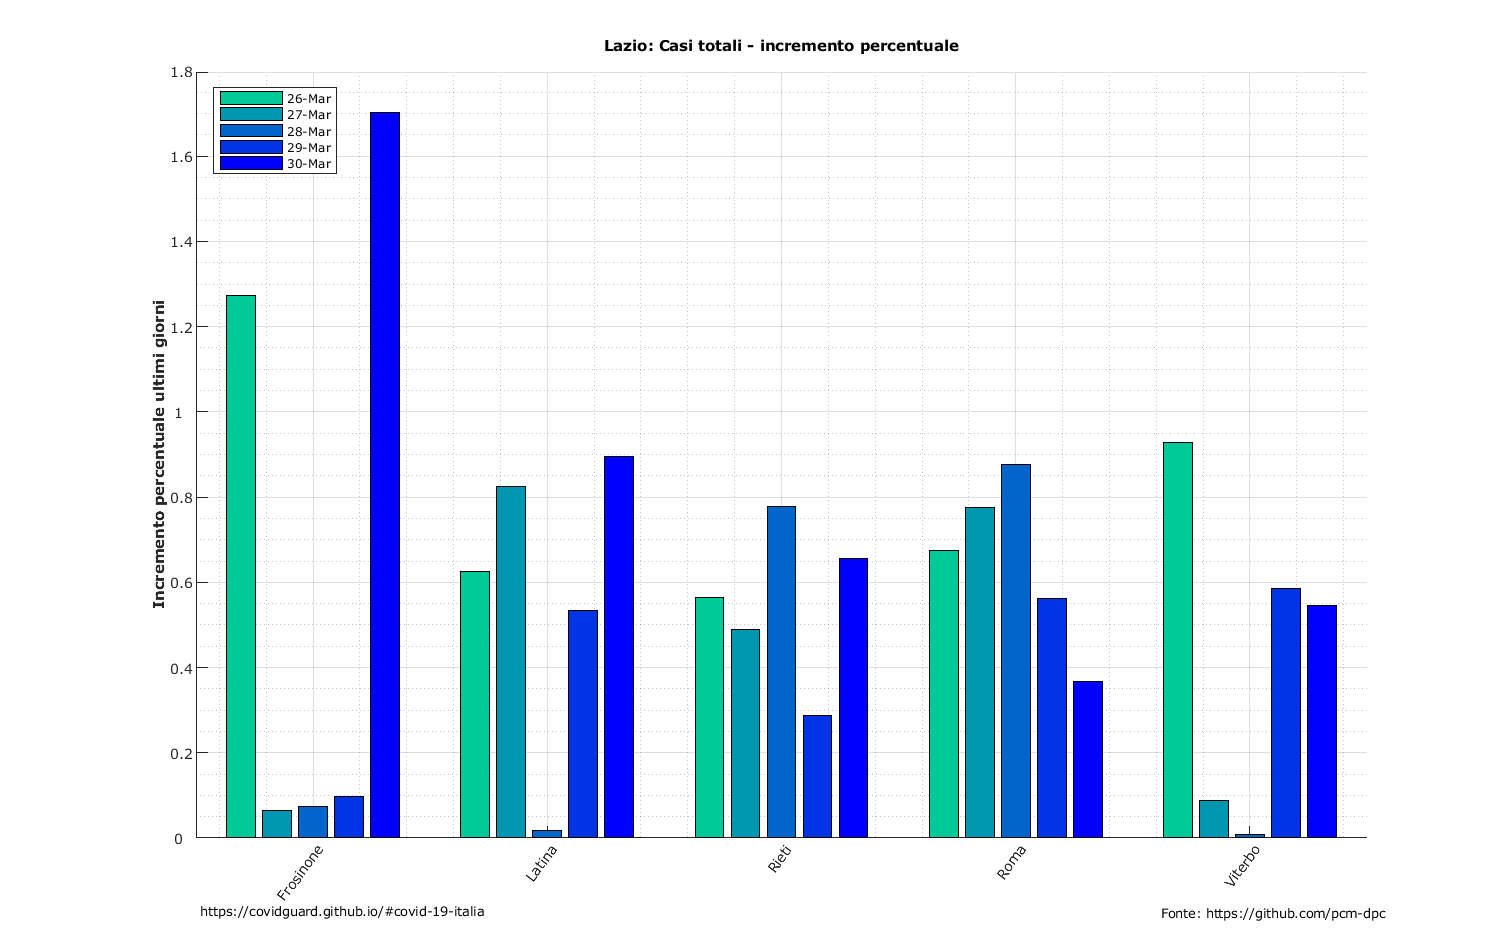 Lazio: Casi totali - incremento percentuale
Incremento percentuale ultimi giorni
1.8
1.6
1.4
1.2
1
0.8
0.6
0.4
0.2
0
26-Mar
27-Mar
28-Mar
29-Mar
30-Mar
Frosinone
Latina
Rieti
Roma
Viterbo
https://covidguard.github.io/#covid-19-italia
Fonte: https://github.com/pcm-dpc